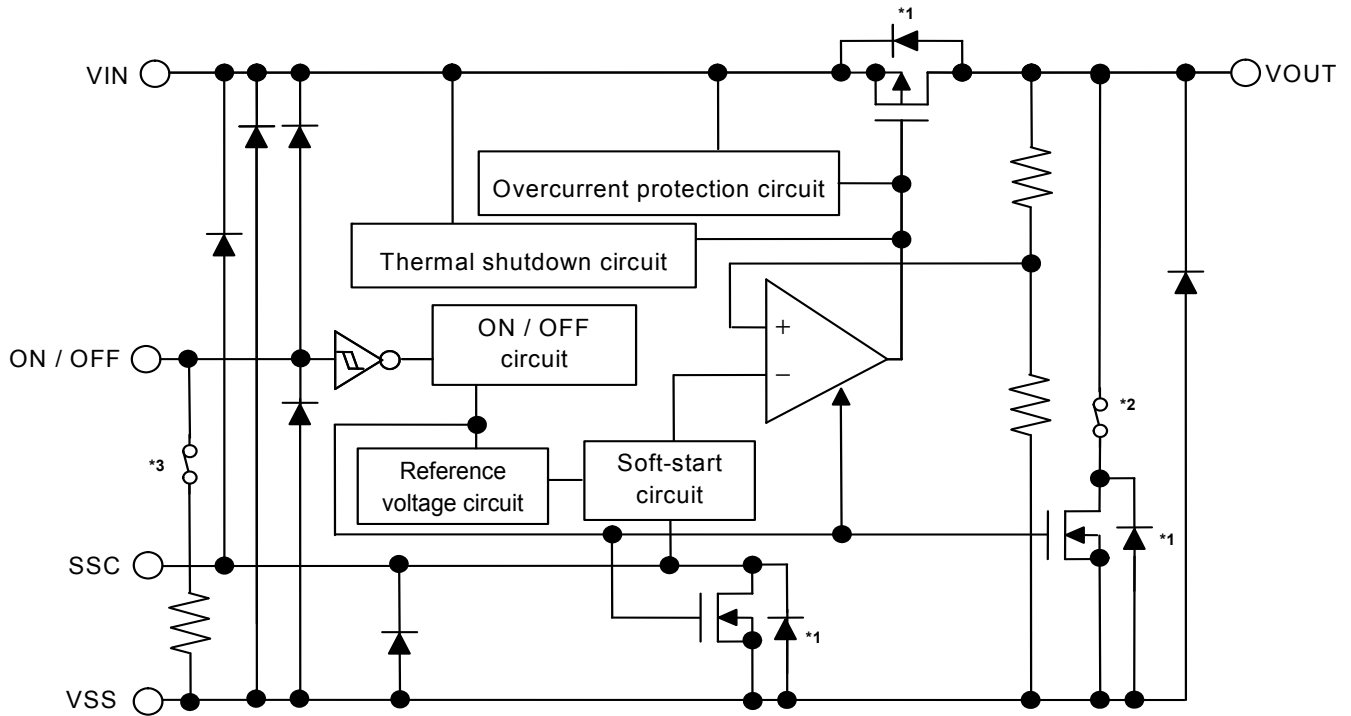 *1
VIN
VOUT
Overcurrent protection circuit
Thermal shutdown circuit
ON / OFF
ON / OFF
circuit
+
−
*2
*3
Reference
voltage circuit
Soft-start
circuit
*1
SSC
*1
VSS